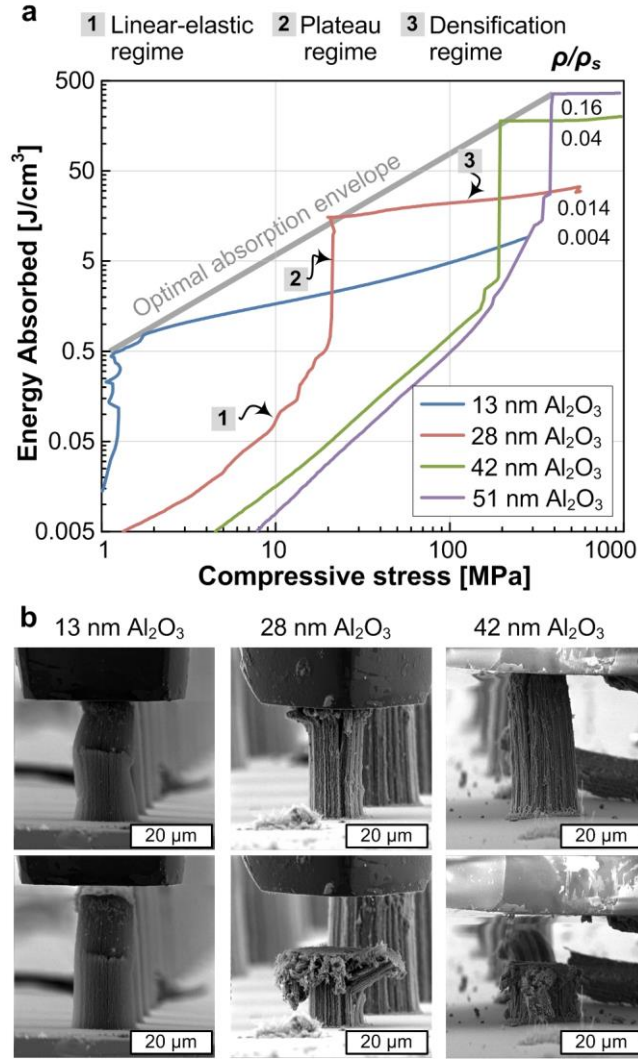 a
1 Linear-elastic regime
2 Plateau regime
3 Densification regime
ρ/ρs
500
50
5
0.5
0.05
0.005
Energy Absorbed [J/cm³]
Optimal absorption envelope
1
2
3
0.16
0.04
0.014
0.004
13 nm Al₂O₃
28 nm Al₂O₃
42 nm Al₂O₃
51 nm Al₂O₃
1
10
100
1000
Compressive stress [MPa]
b
13 nm Al₂O₃
28 nm Al₂O₃
42 nm Al₂O₃
20 µm
20 µm
20 µm
20 µm
20 µm
20 µm